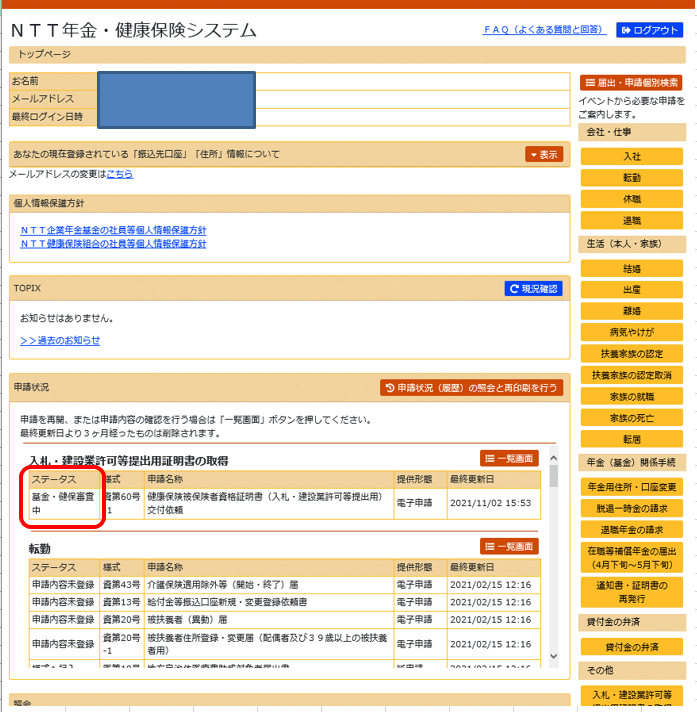 ＮＴＴ年金・健康保険システム
ＦＡＱ（よくある質問と回答）
ログアウト
トップページ
お名前
メールアドレス
最終ログイン日時
あなたの現在登録されている「振込先口座」「住所」情報について
表示
メールアドレスの変更はこちら
個人情報保護方針
ＮＴＴ企業年金基金の社員等個人情報保護方針
ＮＴＴ健康保険組合の社員等個人情報保護方針
TOPIX
現況確認
お知らせはありません。
＞＞過去のお知らせ
申請状況
申請状況（履歴）の照会と再印刷を行う
申請を再開、または申請内容の確認を行う場合は「一覧画面」ボタンを押してください。
最終更新日より３ヶ月経ったものは削除されます。
入札・建設業許可等提出用証明書の取得
一覧画面
ステータス 様式 申請名称 提供形態 最終更新日
基金・健保審査中 資第60号-1 健康保険被保険者資格証明書（入札・建設業許可等提出用）交付依頼 電子申請 2021/11/02 15:53
転勤
一覧画面
ステータス 様式 申請名称 提供形態 最終更新日
申請内容未登録 資第43号 介護保険適用除外等（開始・終了）届 電子申請 2021/02/15 12:16
申請内容未登録 資第13号 給付金等振込口座新規・変更登録依頼書 電子申請 2021/02/15 12:16
申請内容未登録 資第20号 被扶養者（異動）届 電子申請 2021/02/15 12:16
申請内容未登録 資第20号-1 被扶養者住所登録・変更届（配偶者及び３９歳以上の被扶養者用） 電子申請 2021/02/15 12:16
照会
届出・申請個別検索
イベントから必要な申請を
ご案内します。
会社・仕事
入社
転勤
休職
退職
生活（本人・家族）
結婚
出産
離婚
病気やけが
扶養家族の認定
扶養家族の認定取消
家族の就職
家族の死亡
転居
年金（基金）関係手続
年金用住所・口座変更
脱退一時金の請求
退職年金の請求
在職等補償年金の届出
（4月下旬～5月下旬）
通知書・証明書の
再発行
貸付金の弁済
貸付金の弁済
その他
入札・建設業許可等